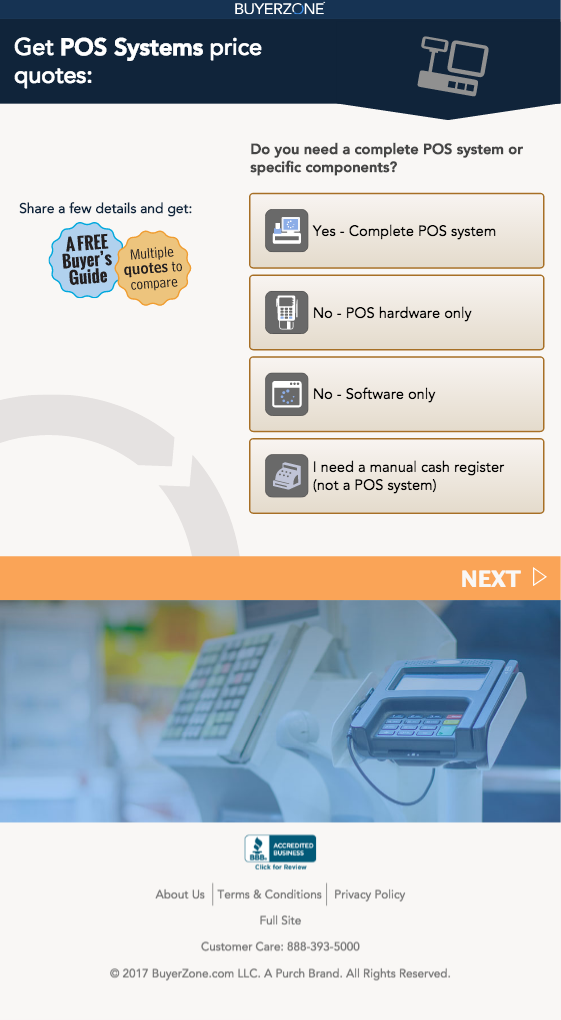 BUYERZONE
Get POS Systems price
quotes:
Do you need a complete POS system or
specific components?
Share a few details and get:
A FREE
Buyer's
Guide
Multiple
quotes to
compare
Yes - Complete POS system
No - POS hardware only
No - Software only
I need a manual cash register
(not a POS system)
NEXT
BBB
ACCREDITED
BUSINESS
Click for Review
About Us | Terms & Conditions | Privacy Policy
Full Site
Customer Care: 888-393-5000
© 2017 BuyerZone.com LLC. A Purch Brand. All Rights Reserved.